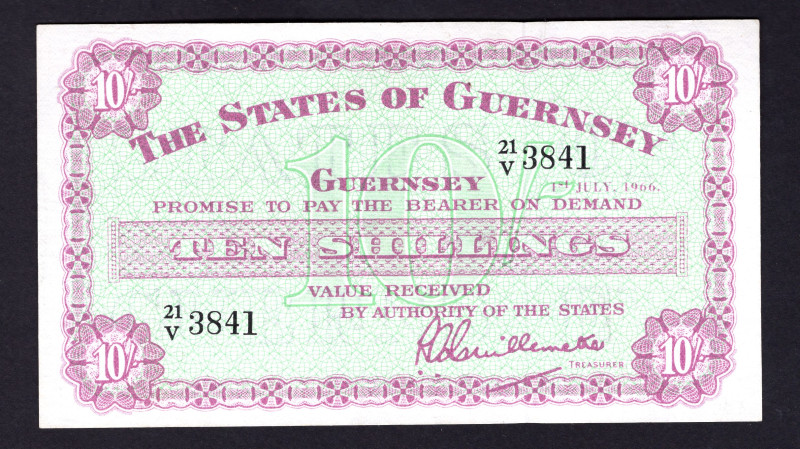 10/- 10/-
THE STATES OF GUERNSEY
21/V 3841
GUERNSEY 1st JULY, 1966.
PROMISE TO PAY THE BEARER ON DEMAND
10/-
TEN SHILLINGS
VALUE RECEIVED
21/V 3841 BY AUTHORITY OF THE STATES
TREASURER
10/- 10/-